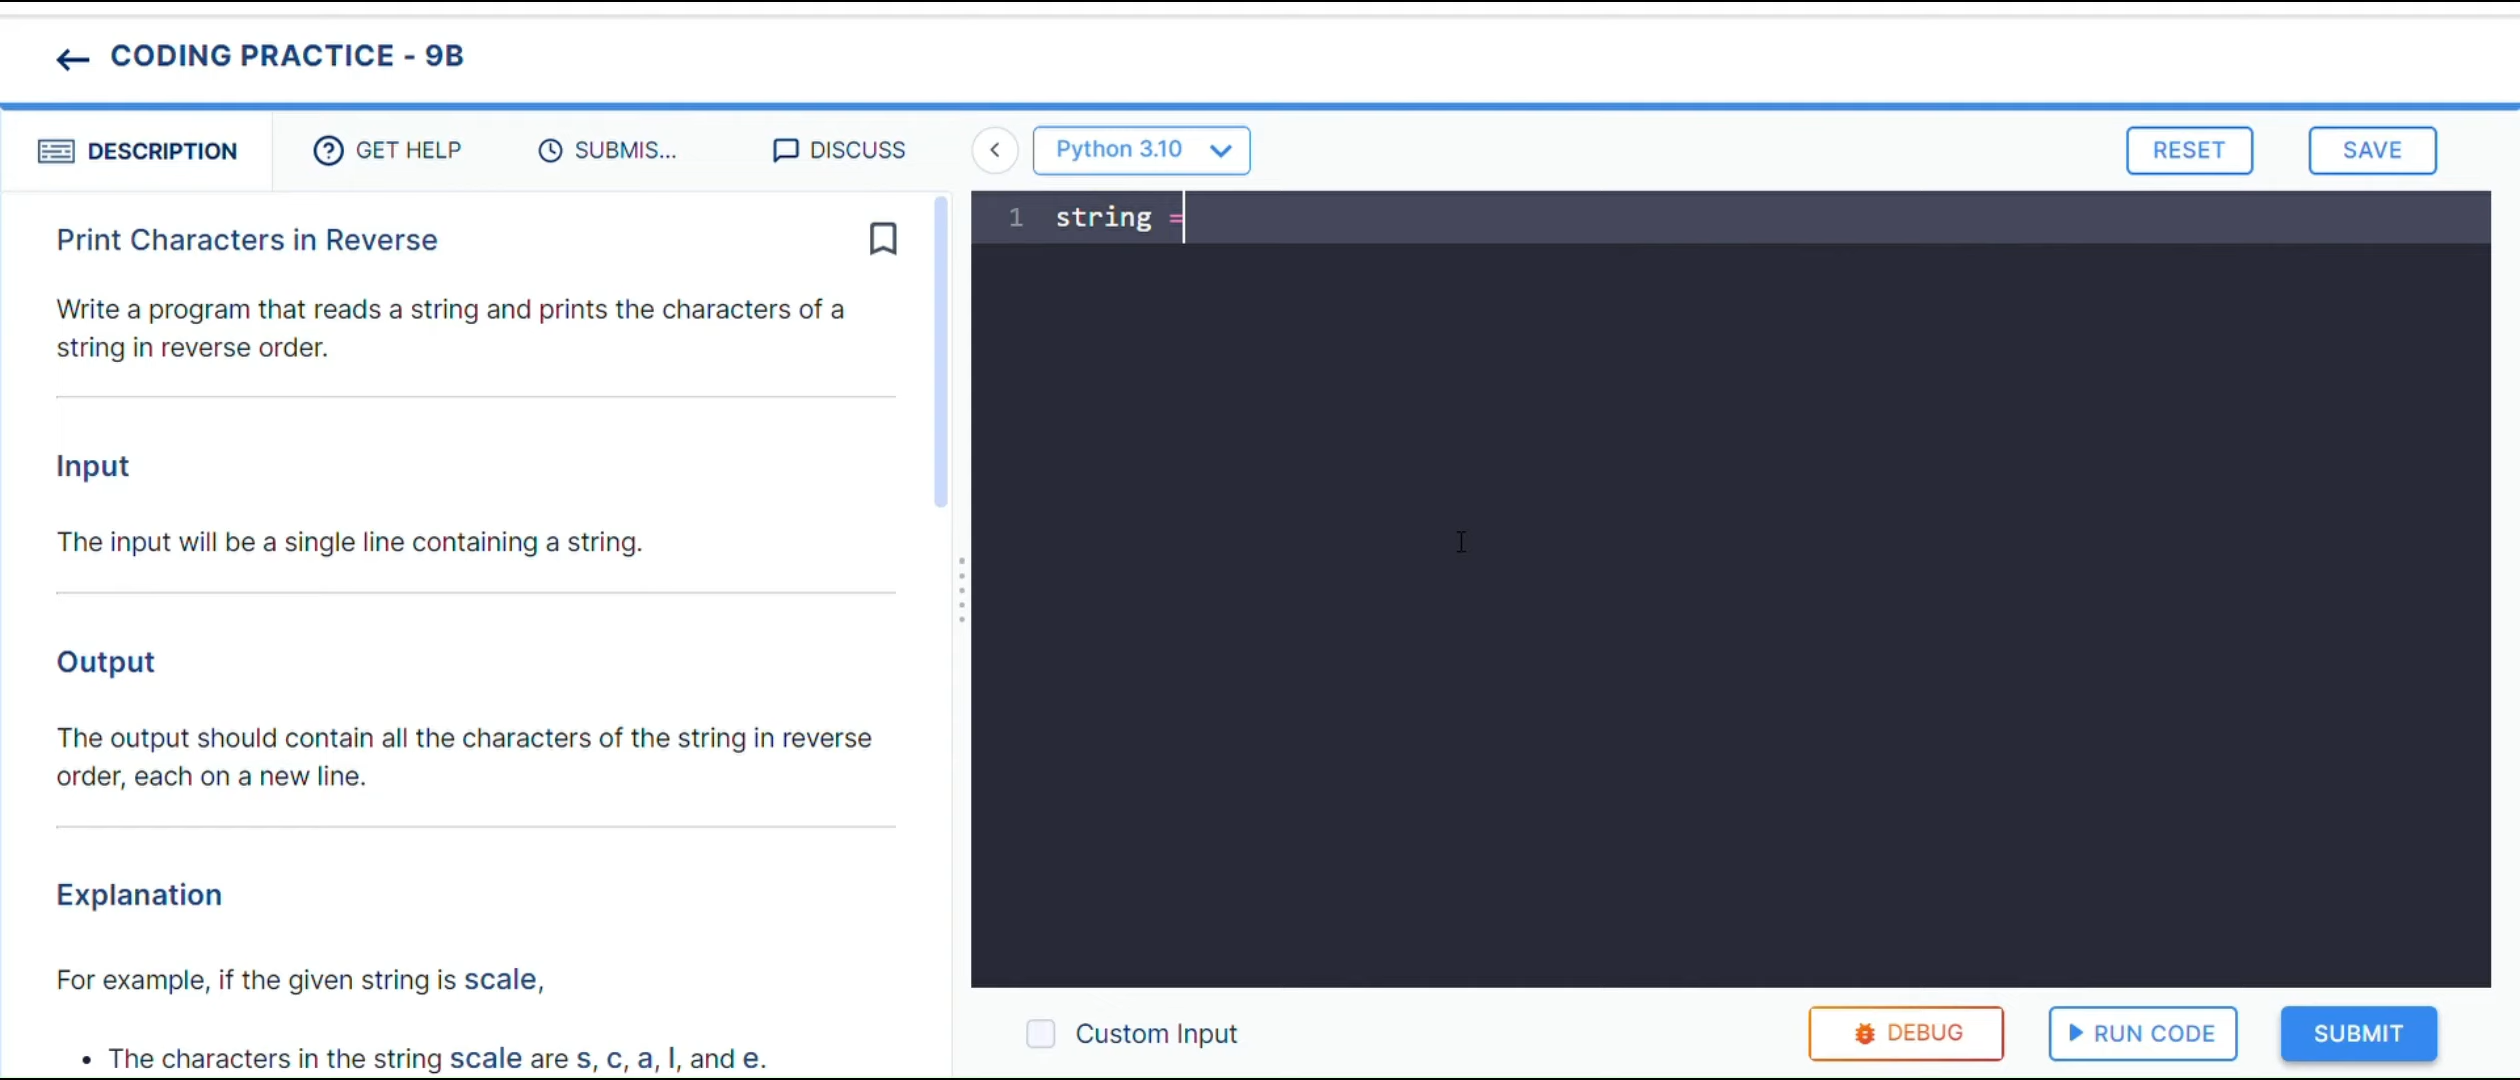 CODING PRACTICE - 9B
DESCRIPTION
GET HELP
SUBMIS...
DISCUSS
Python 3.10
RESET
SAVE
Print Characters in Reverse
Write a program that reads a string and prints the characters of a
string in reverse order.
Input
The input will be a single line containing a string.
Output
The output should contain all the characters of the string in reverse
order, each on a new line.
Explanation
For example, if the given string is scale,
• The characters in the string scale are s, c, a, l, and e.
1 string =
Custom Input
DEBUG
RUN CODE
SUBMIT